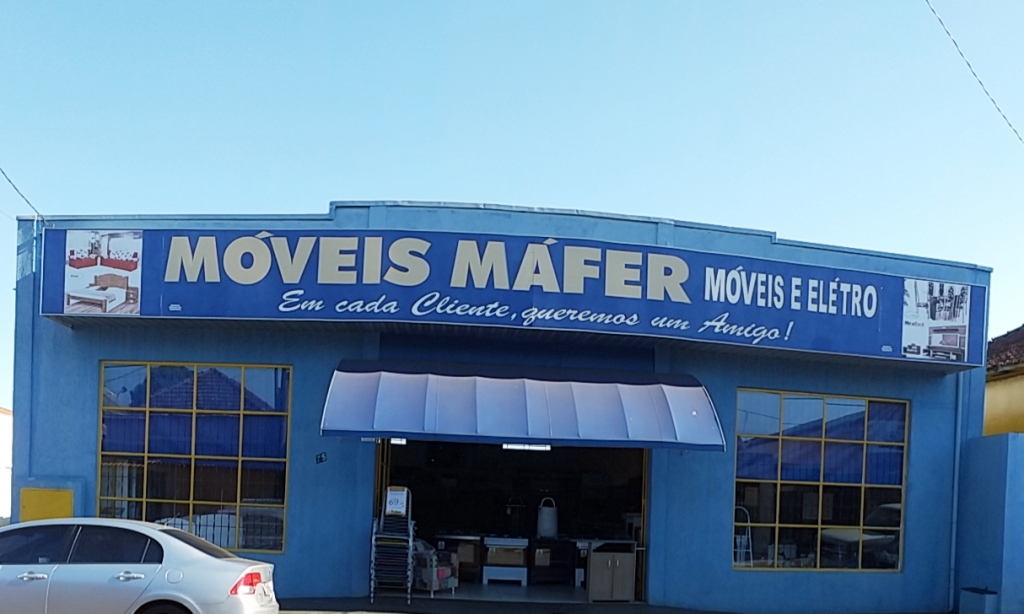 MÓVEIS MÁFER MÓVEIS E ELÉTRO
Em cada Cliente, queremos um Amigo!